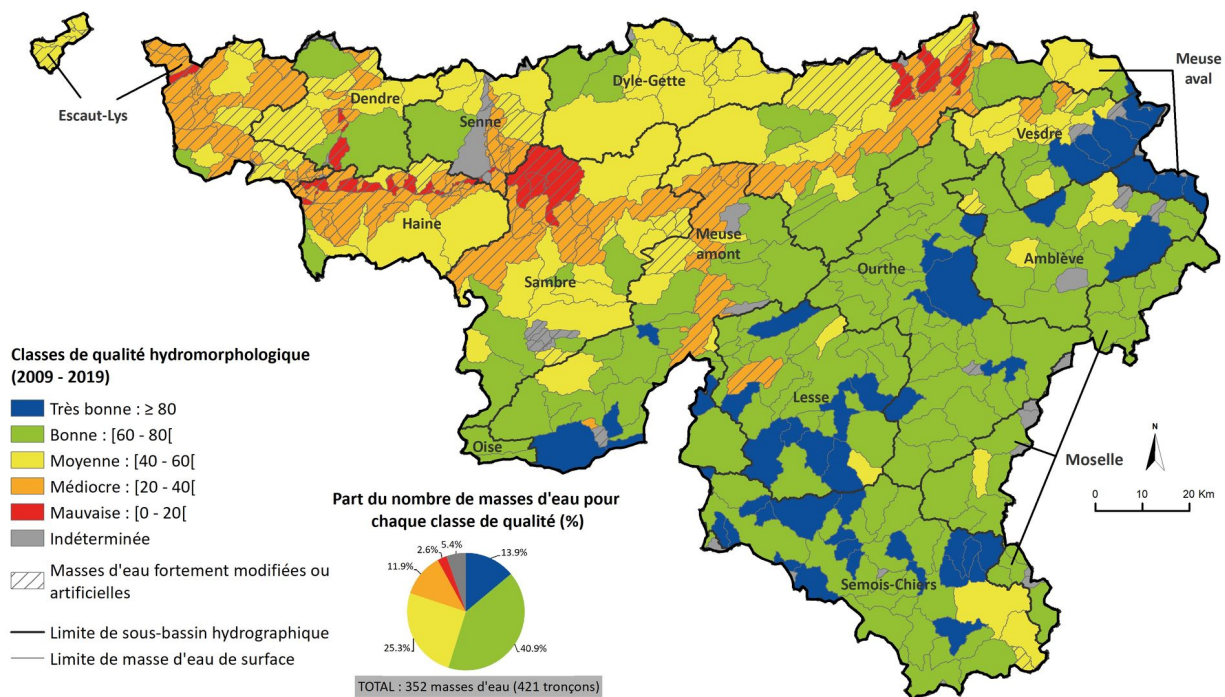 Escaut-Lys
Dendre
Senne
Dyle-Gette
Meuse
aval
Vesdre
Haine
Meuse
amont
Ourthe
Amblève
Sambre
Lesse
Oise
Moselle
Semois-Chiers
N
0 10 20 Km
Classes de qualité hydromorphologique
(2009 - 2019)
Très bonne : ≥ 80
Bonne : [60 - 80[
Moyenne : [40 - 60[
Médiocre : [20 - 40[
Mauvaise : [0 - 20[
Indéterminée
Masses d'eau fortement modifiées ou
artificielles
Limite de sous-bassin hydrographique
Limite de masse d'eau de surface
Part du nombre de masses d'eau pour
chaque classe de qualité (%)
2.6% 5.4%
11.9% 13.9%
25.3% 40.9%
TOTAL : 352 masses d'eau (421 tronçons)